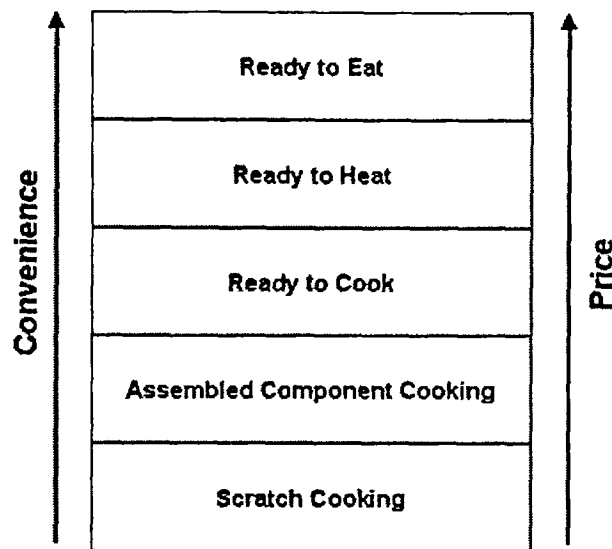 Ready to Eat
Ready to Heat
Ready to Cook
Assembled Component Cooking
Scratch Cooking
Convenience
Price